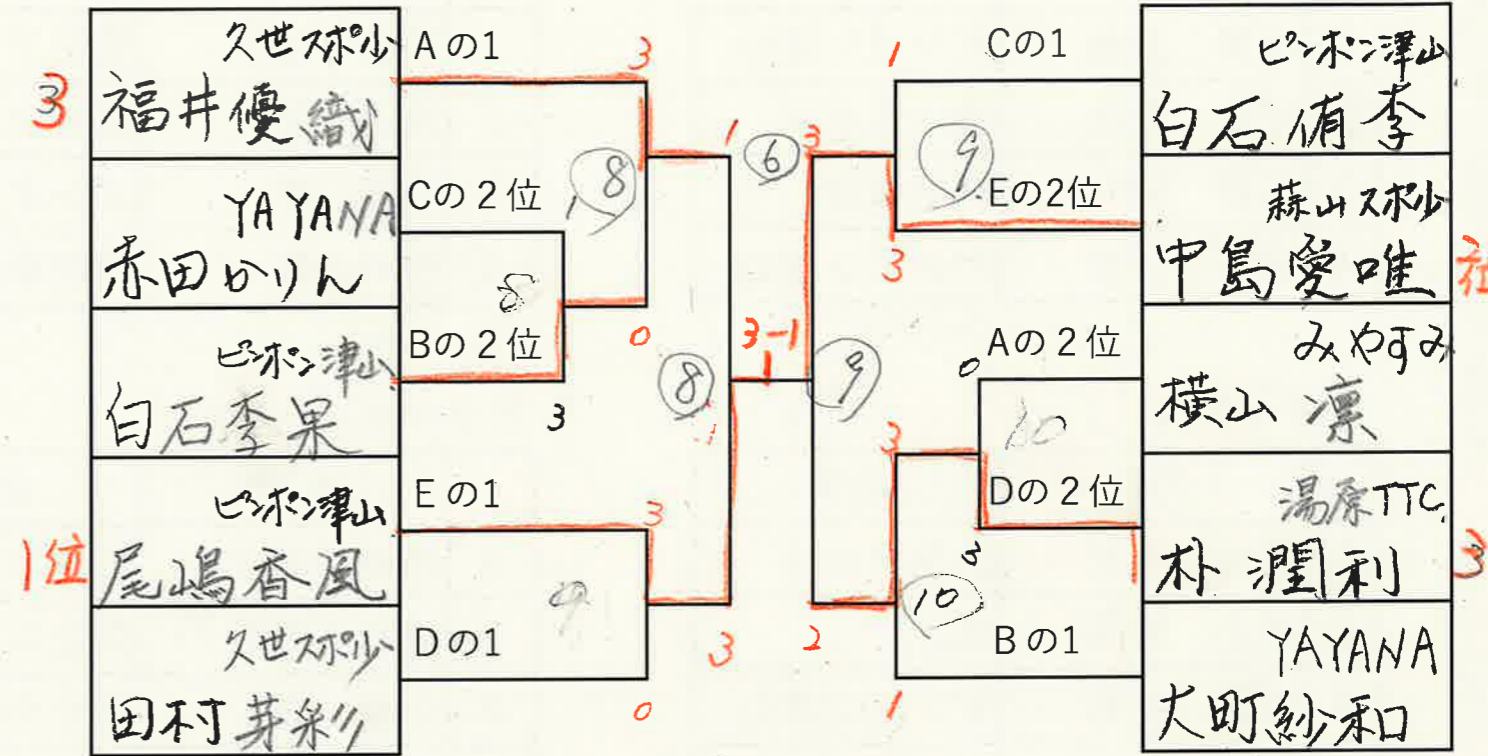 久世スポ少
3
福井優織
Aの1
3
YAYANA
赤田かりん
Cの2位
8
8
ピンポン津山
白石李果
Bの2位
3
0
ピンポン津山
1位
尾嶋香風
Eの1
3
久世スポ少
田村芽彩
Dの1
9
0
1
8
3
3-1
6
3
9
2
1
Cの1
9
Eの2位
3
0
Aの2位
10
Dの2位
3
3
10
Bの1
1
ピンポン津山
白石侑李
蒜山スポ少
中島愛唯
位
みやすみ
横山 凛
湯原TTC.
朴 潤利
3
YAYANA
大町紗和